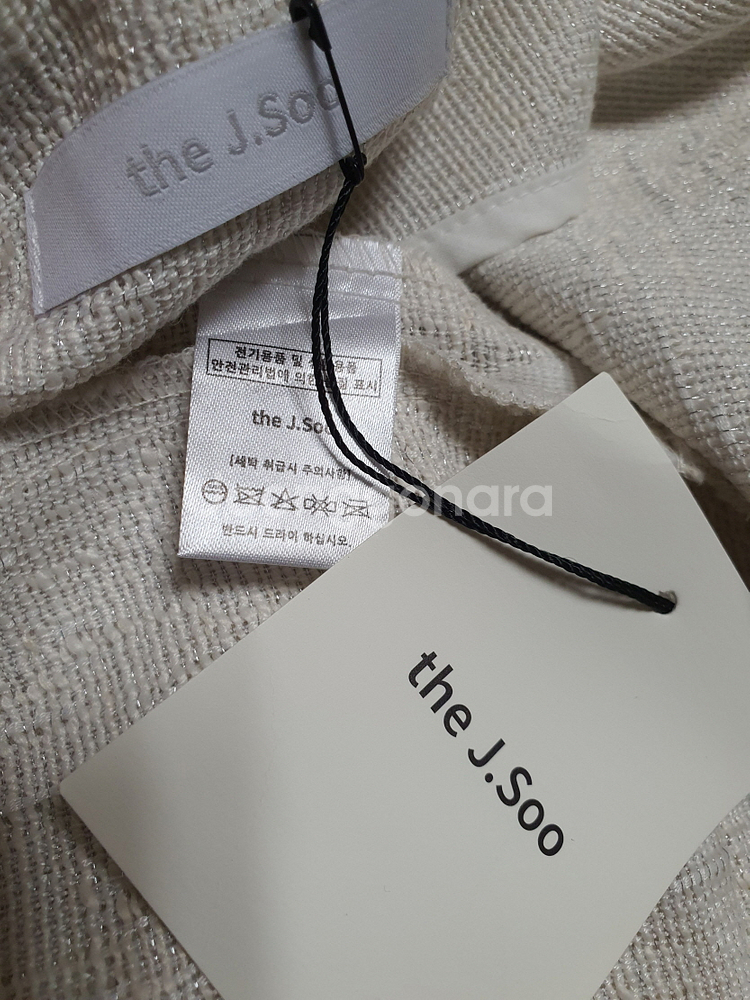 the J.Soo
전기용품 및 용품
안전관리법에 의한 표시
the J.Soo
[세탁 취급시 주의사항]
반드시 드라이 하십시오.
onara
the J.Soo